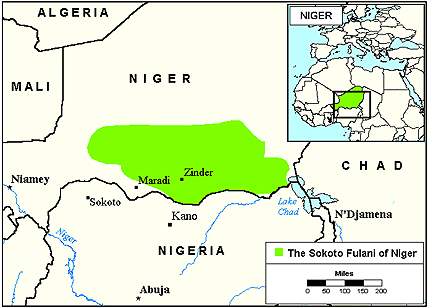 ALGERIA
NIGER
MALI
NIGER
CHAD
Niamey
Maradi
Zinder
Sokoto
Kano
Lake
Chad
N'Djamena
Niger
NIGERIA
Abuja
The Sokoto Fulani of Niger
Miles
0 50 100 150 200